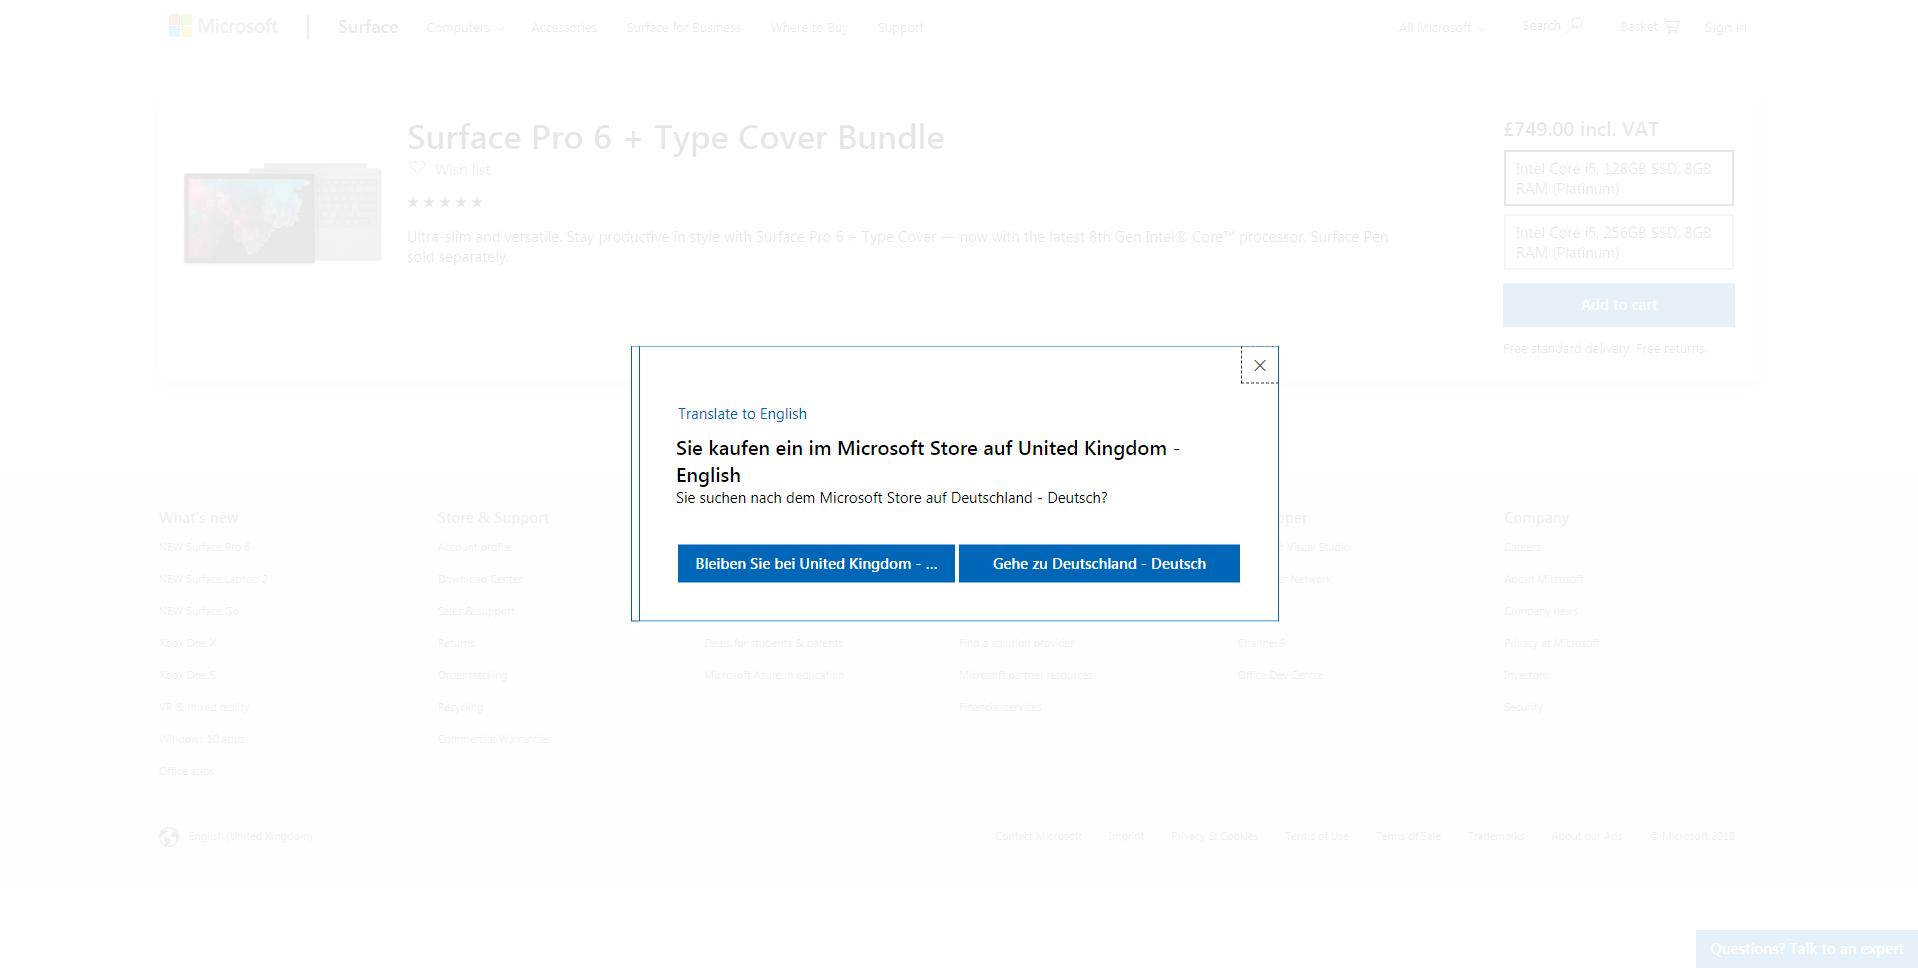 Microsoft
Surface
Computers
Accessories
Surface for Business
Where to Buy
Support
All Microsoft
Search
Basket
Sign in
Surface Pro 6 + Type Cover Bundle
Wish list
Ultra-slim and versatile. Stay productive in style with Surface Pro 6 + Type Cover — now with the latest 8th Gen Intel® Core™ processor. Surface Pen
sold separately.
£749.00 incl. VAT
Intel Core i5, 128GB SSD, 8GB
RAM (Platinum)
Intel Core i5, 256GB SSD, 8GB
RAM (Platinum)
Add to cart
Free standard delivery. Free returns.
Translate to English
Sie kaufen ein im Microsoft Store auf United Kingdom -
English
Sie suchen nach dem Microsoft Store auf Deutschland - Deutsch?
Bleiben Sie bei United Kingdom - ...
Gehe zu Deutschland - Deutsch
What's new
NEW Surface Pro 6
NEW Surface Laptop 2
NEW Surface Go
Xbox One X
Xbox One S
VR & mixed reality
Windows 10 apps
Office apps
Store & Support
Account profile
Download Center
Sales & support
Returns
Order tracking
Recycling
Commercial Warranties
Deals for students & parents
Microsoft Azure in education
Find a solution provider
Microsoft partner resources
Financial services
Visual Studio
Network
Channel 9
Office Dev Centre
Company
Careers
About Microsoft
Company news
Privacy at Microsoft
Investors
Security
English (United Kingdom)
Contact Microsoft
Imprint
Privacy & Cookies
Terms of Use
Terms of Sale
Trademarks
About our Ads
© Microsoft 2018
Questions? Talk to an expert